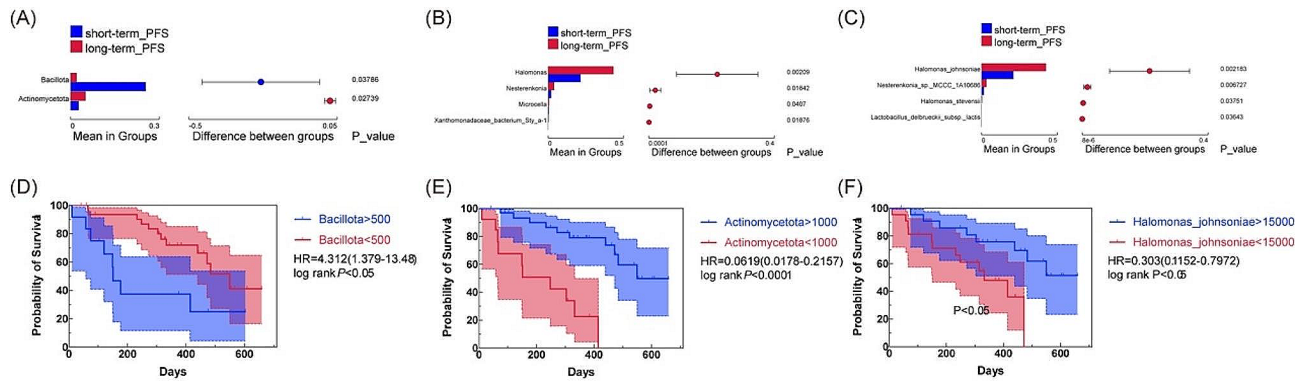 (A)
short-term_PFS
long-term_PFS
Bacillota
Actinomycetota
0.03786
0.02739
0
0.3
-0.5
0.05
Mean in Groups
Difference between groups
P_value
(B)
short-term_PFS
long-term_PFS
Halomonas
Nesterenkonia
Microcella
Xanthomonadaceae_bacterium_Sty_a-1
0.00209
0.01642
0.0407
0.01876
0
0.5
0.0001
0.4
Mean in Groups
Difference between groups
P_value
(C)
short-term_PFS
long-term_PFS
Halomonas_johnsoniae
Nesterenkonia_sp_MCCC_1A10686
Halomonas_stevensii
Lactobacillus_delbrueckii_subsp_lactis
0.002183
0.006727
0.03751
0.03643
0
0.5
8e-6
0.4
Mean in Groups
Difference between groups
P_value
(D)
Probability of Survival
100
80
60
40
20
0
0
200
400
600
Days
Bacillota>500
Bacillota<500
HR=4.312(1.379-13.48)
log rank P<0.05
(E)
Probability of Survival
100
80
60
40
20
0
0
200
400
600
Days
Actinomycetota>1000
Actinomycetota<1000
HR=0.0619(0.0178-0.2157)
log rank P<0.0001
(F)
Probability of Survival
100
80
60
40
20
0
0
200
400
600
Days
P<0.05
Halomonas_johnsoniae>15000
Halomonas_johnsoniae<15000
HR=0.303(0.1152-0.7972)
log rank P<0.05